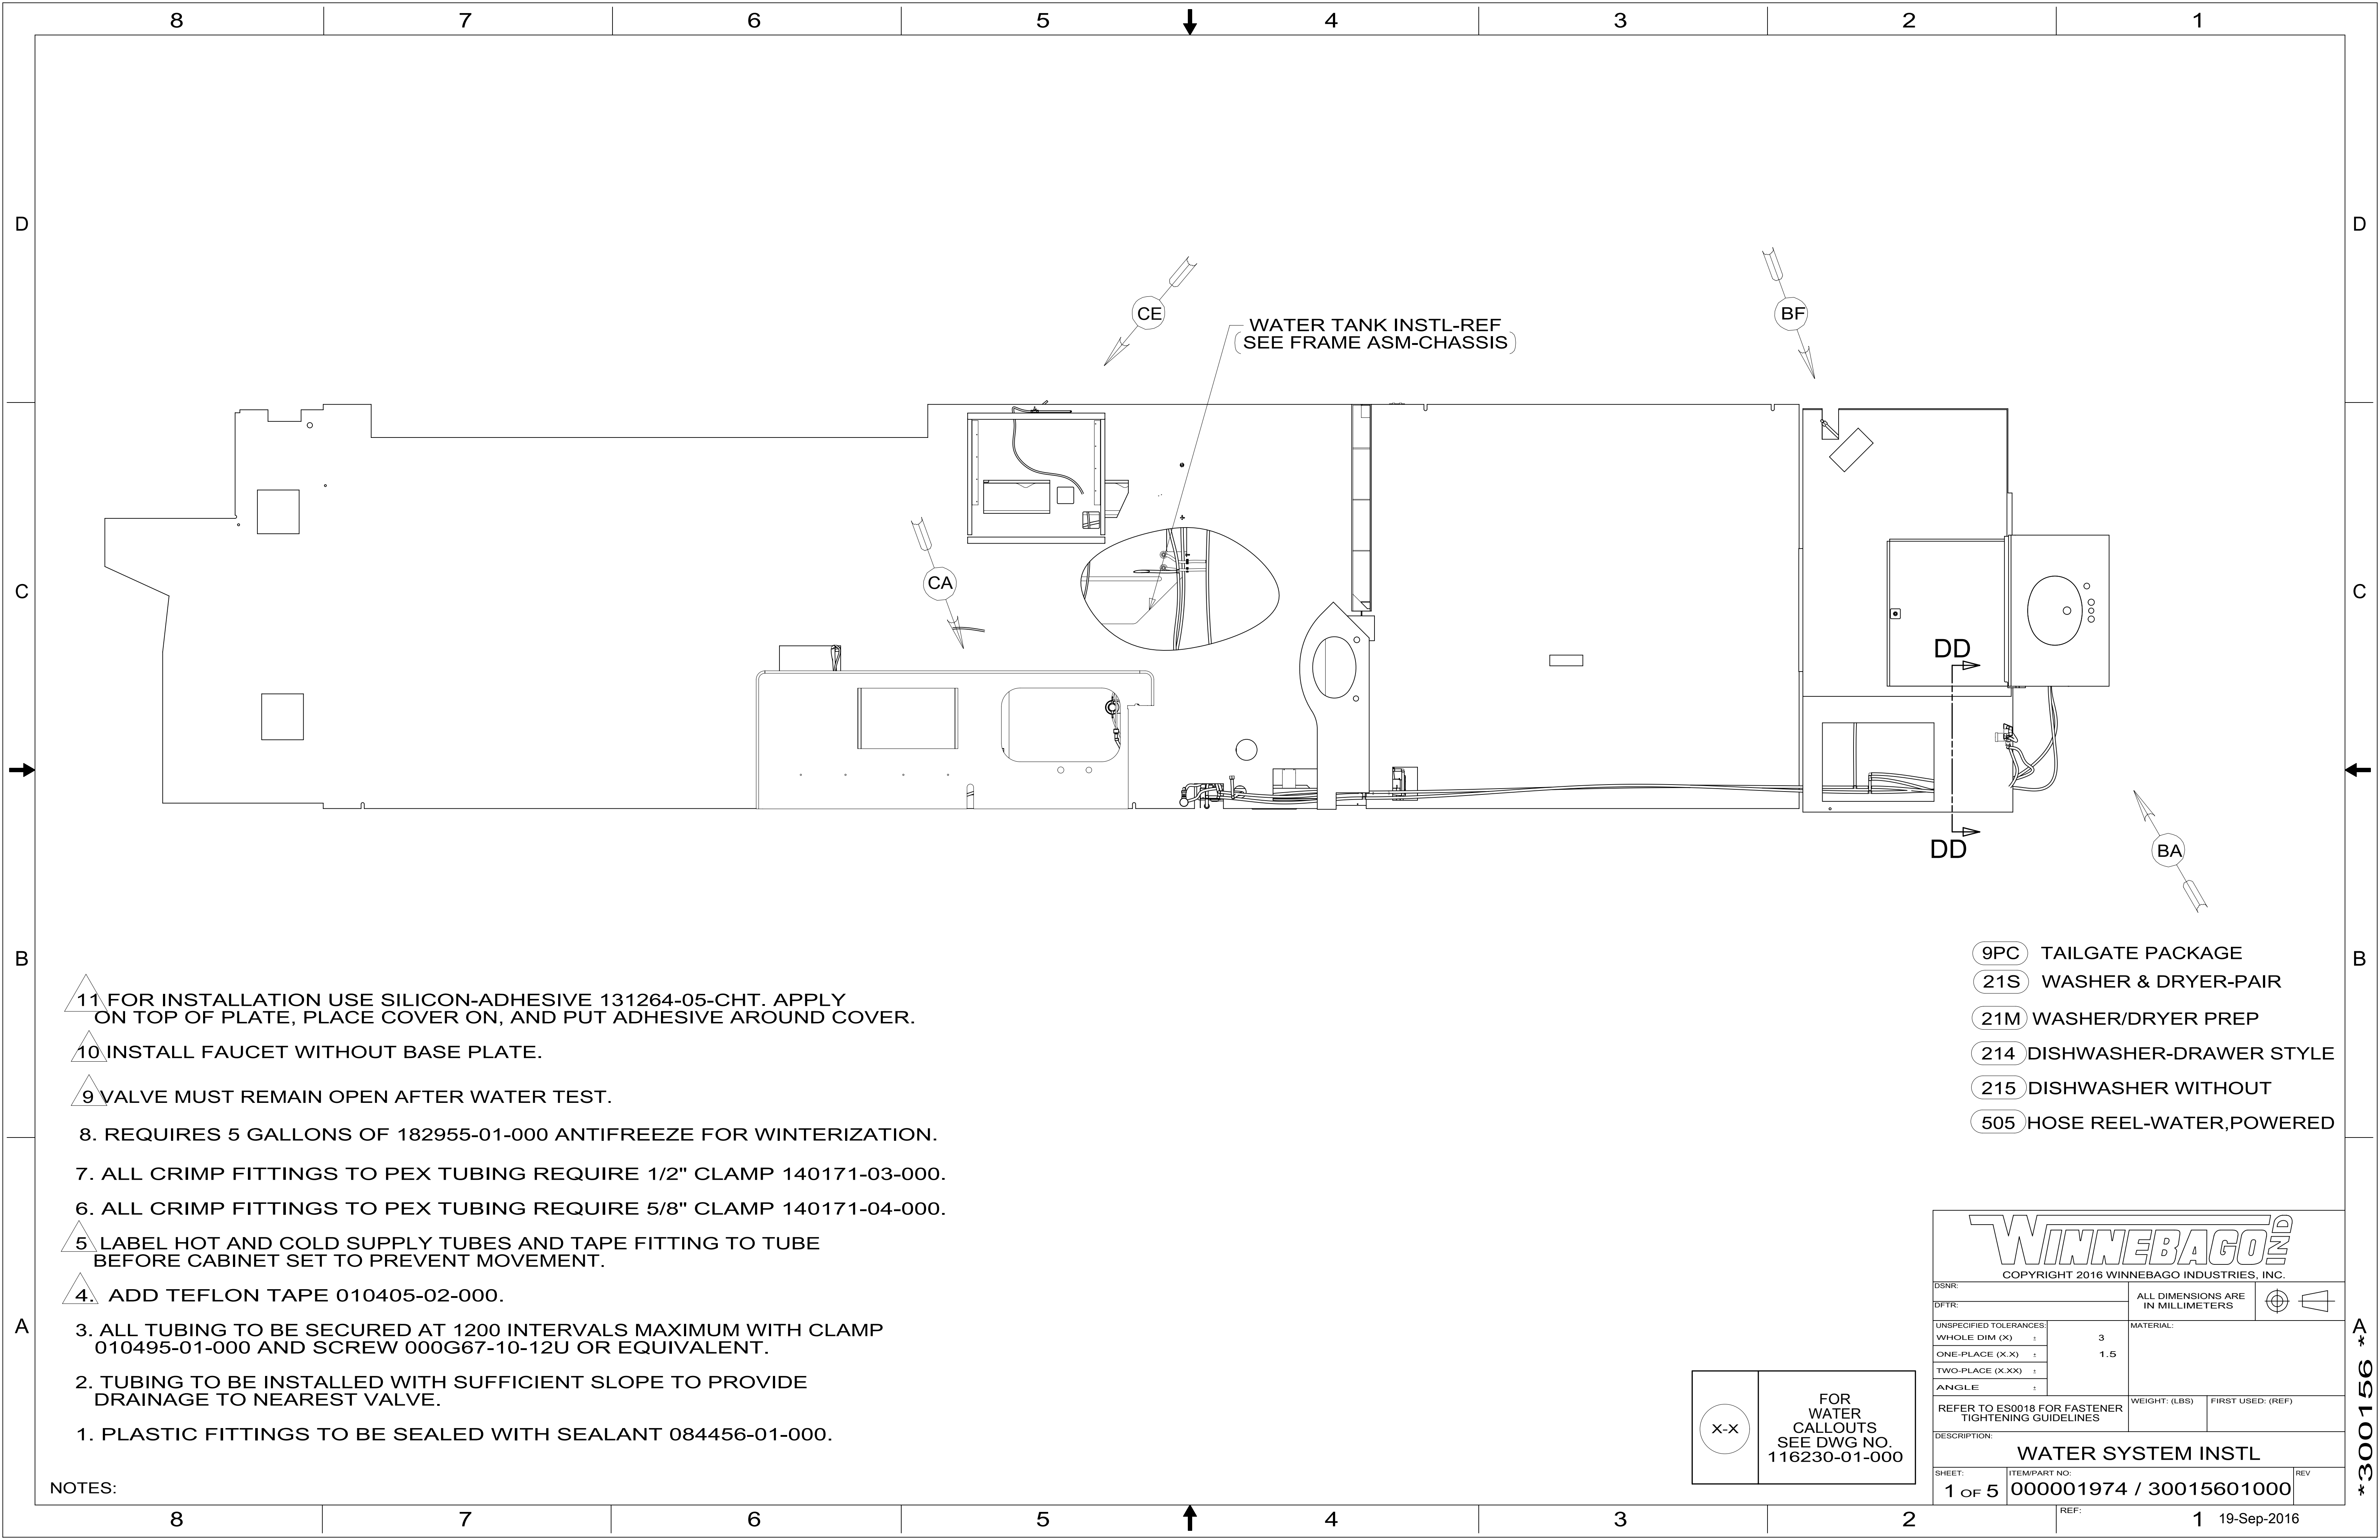 8 7 6 5 4 3 2 1
D
D
CE
BF
WATER TANK INSTL-REF
(SEE FRAME ASM-CHASSIS)
C
C
CA
DD
DD
BA
B
B
9PC TAILGATE PACKAGE
21S WASHER & DRYER-PAIR
21M WASHER/DRYER PREP
214 DISHWASHER-DRAWER STYLE
215 DISHWASHER WITHOUT
505 HOSE REEL-WATER,POWERED
11 FOR INSTALLATION USE SILICON-ADHESIVE 131264-05-CHT. APPLY
ON TOP OF PLATE, PLACE COVER ON, AND PUT ADHESIVE AROUND COVER.
10 INSTALL FAUCET WITHOUT BASE PLATE.
9 VALVE MUST REMAIN OPEN AFTER WATER TEST.
8. REQUIRES 5 GALLONS OF 182955-01-000 ANTIFREEZE FOR WINTERIZATION.
7. ALL CRIMP FITTINGS TO PEX TUBING REQUIRE 1/2" CLAMP 140171-03-000.
6. ALL CRIMP FITTINGS TO PEX TUBING REQUIRE 5/8" CLAMP 140171-04-000.
5 LABEL HOT AND COLD SUPPLY TUBES AND TAPE FITTING TO TUBE
BEFORE CABINET SET TO PREVENT MOVEMENT.
4. ADD TEFLON TAPE 010405-02-000.
3. ALL TUBING TO BE SECURED AT 1200 INTERVALS MAXIMUM WITH CLAMP
010495-01-000 AND SCREW 000G67-10-12U OR EQUIVALENT.
2. TUBING TO BE INSTALLED WITH SUFFICIENT SLOPE TO PROVIDE
DRAINAGE TO NEAREST VALVE.
1. PLASTIC FITTINGS TO BE SEALED WITH SEALANT 084456-01-000.
NOTES:
A
A
X-X
FOR
WATER
CALLOUTS
SEE DWG NO.
116230-01-000
WINNEBAGO IND
COPYRIGHT 2016 WINNEBAGO INDUSTRIES, INC.
DSNR:
DFTR:
ALL DIMENSIONS ARE
IN MILLIMETERS
UNSPECIFIED TOLERANCES:
WHOLE DIM (X) ± 3
ONE-PLACE (X.X) ± 1.5
TWO-PLACE (X.XX) ±
ANGLE ±
MATERIAL:
REFER TO ES0018 FOR FASTENER
TIGHTENING GUIDELINES
WEIGHT: (LBS)
FIRST USED: (REF)
DESCRIPTION:
WATER SYSTEM INSTL
SHEET:
1 OF 5
ITEM/PART NO:
000001974 / 30015601000
REV
*300156 *
8 7 6 5 4 3 2 1
REF:
19-Sep-2016